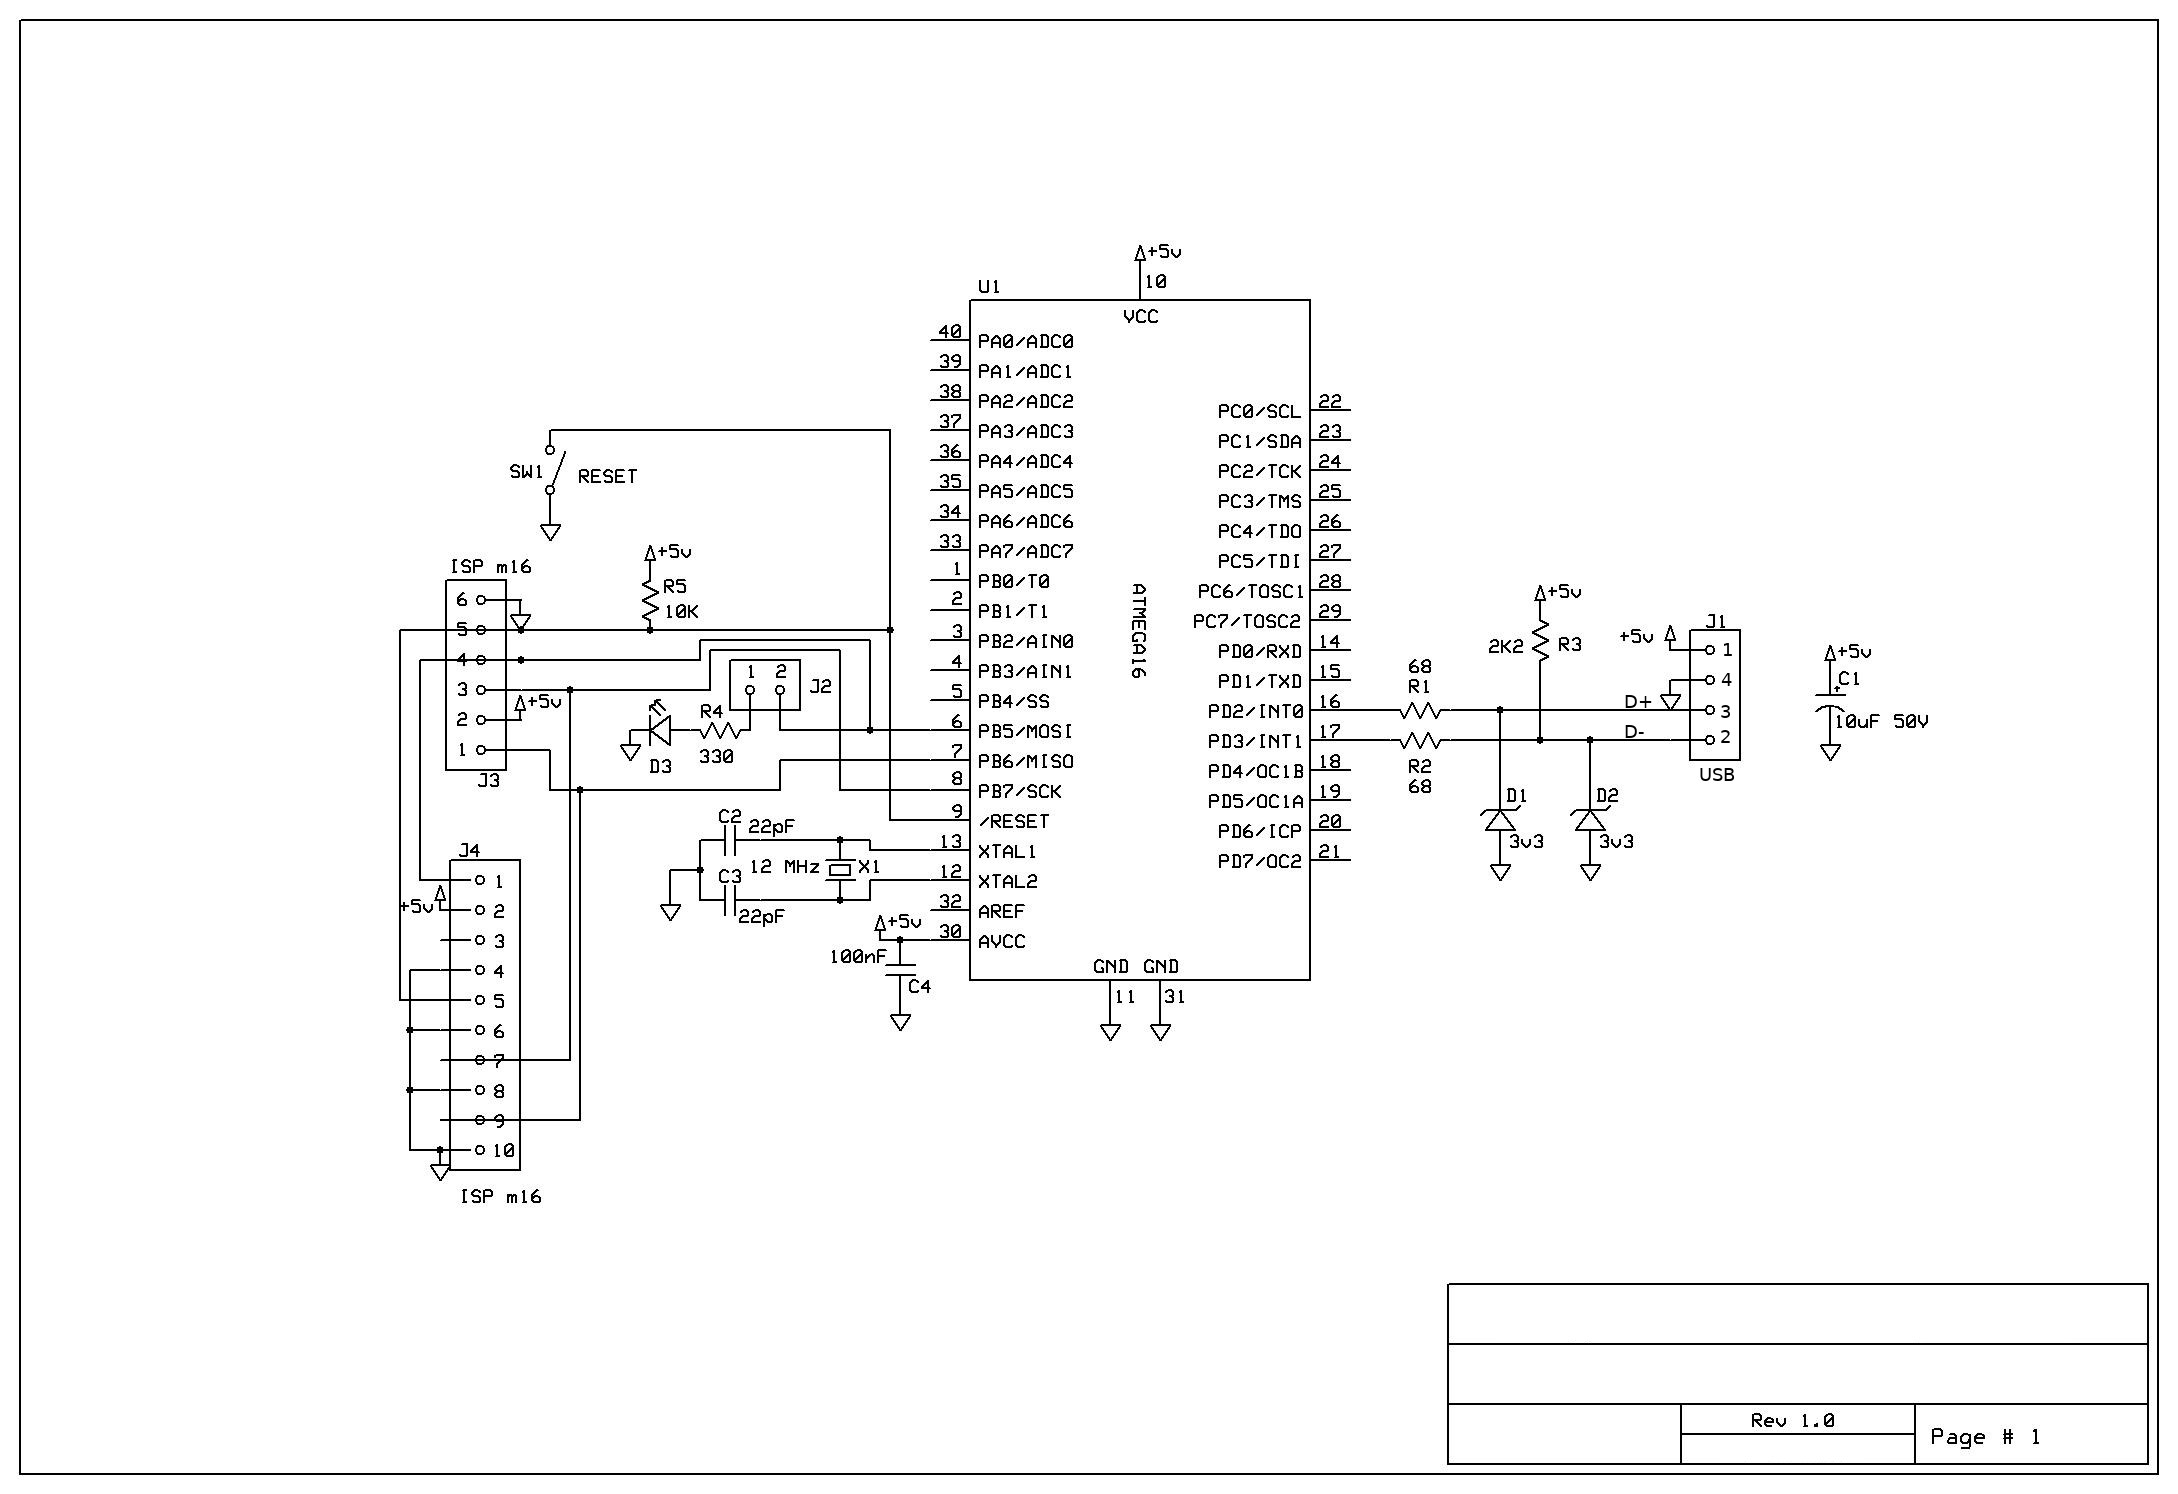 +5v
10
U1
VCC
40 PA0/ADC0
39 PA1/ADC1
38 PA2/ADC2
37 PA3/ADC3
36 PA4/ADC4
35 PA5/ADC5
34 PA6/ADC6
33 PA7/ADC7
1 PB0/T0
2 PB1/T1
3 PB2/AIN0
4 PB3/AIN1
5 PB4/SS
6 PB5/MOSI
7 PB6/MISO
8 PB7/SCK
9 /RESET
13 XTAL1
12 XTAL2
32 AREF
30 AVCC
ATMEGA16
PC0/SCL 22
PC1/SDA 23
PC2/TCK 24
PC3/TMS 25
PC4/TDO 26
PC5/TDI 27
PC6/TOSC1 28
PC7/TOSC2 29
PD0/RXD 14
PD1/TXD 15
PD2/INT0 16
PD3/INT1 17
PD4/OC1B 18
PD5/OC1A 19
PD6/ICP 20
PD7/OC2 21
GND GND
11 31
SW1 RESET
+5v
R5
10K
ISP m16
6
5
4
3
2 +5v
1
J3
1 2
J2
R4
330
D3
C2 22pF
12 MHz X1
C3
22pF
+5v
100nF
C4
J4
1
+5v
2
3
4
5
6
7
8
9
10
ISP m16
68
R1
R2
68
+5v
2K2 R3
D1
3v3
D2
3v3
J1
+5v
1
4
D+ 3
D- 2
USB
+5v
C1
+
10uF 50V
Rev 1.0
Page # 1